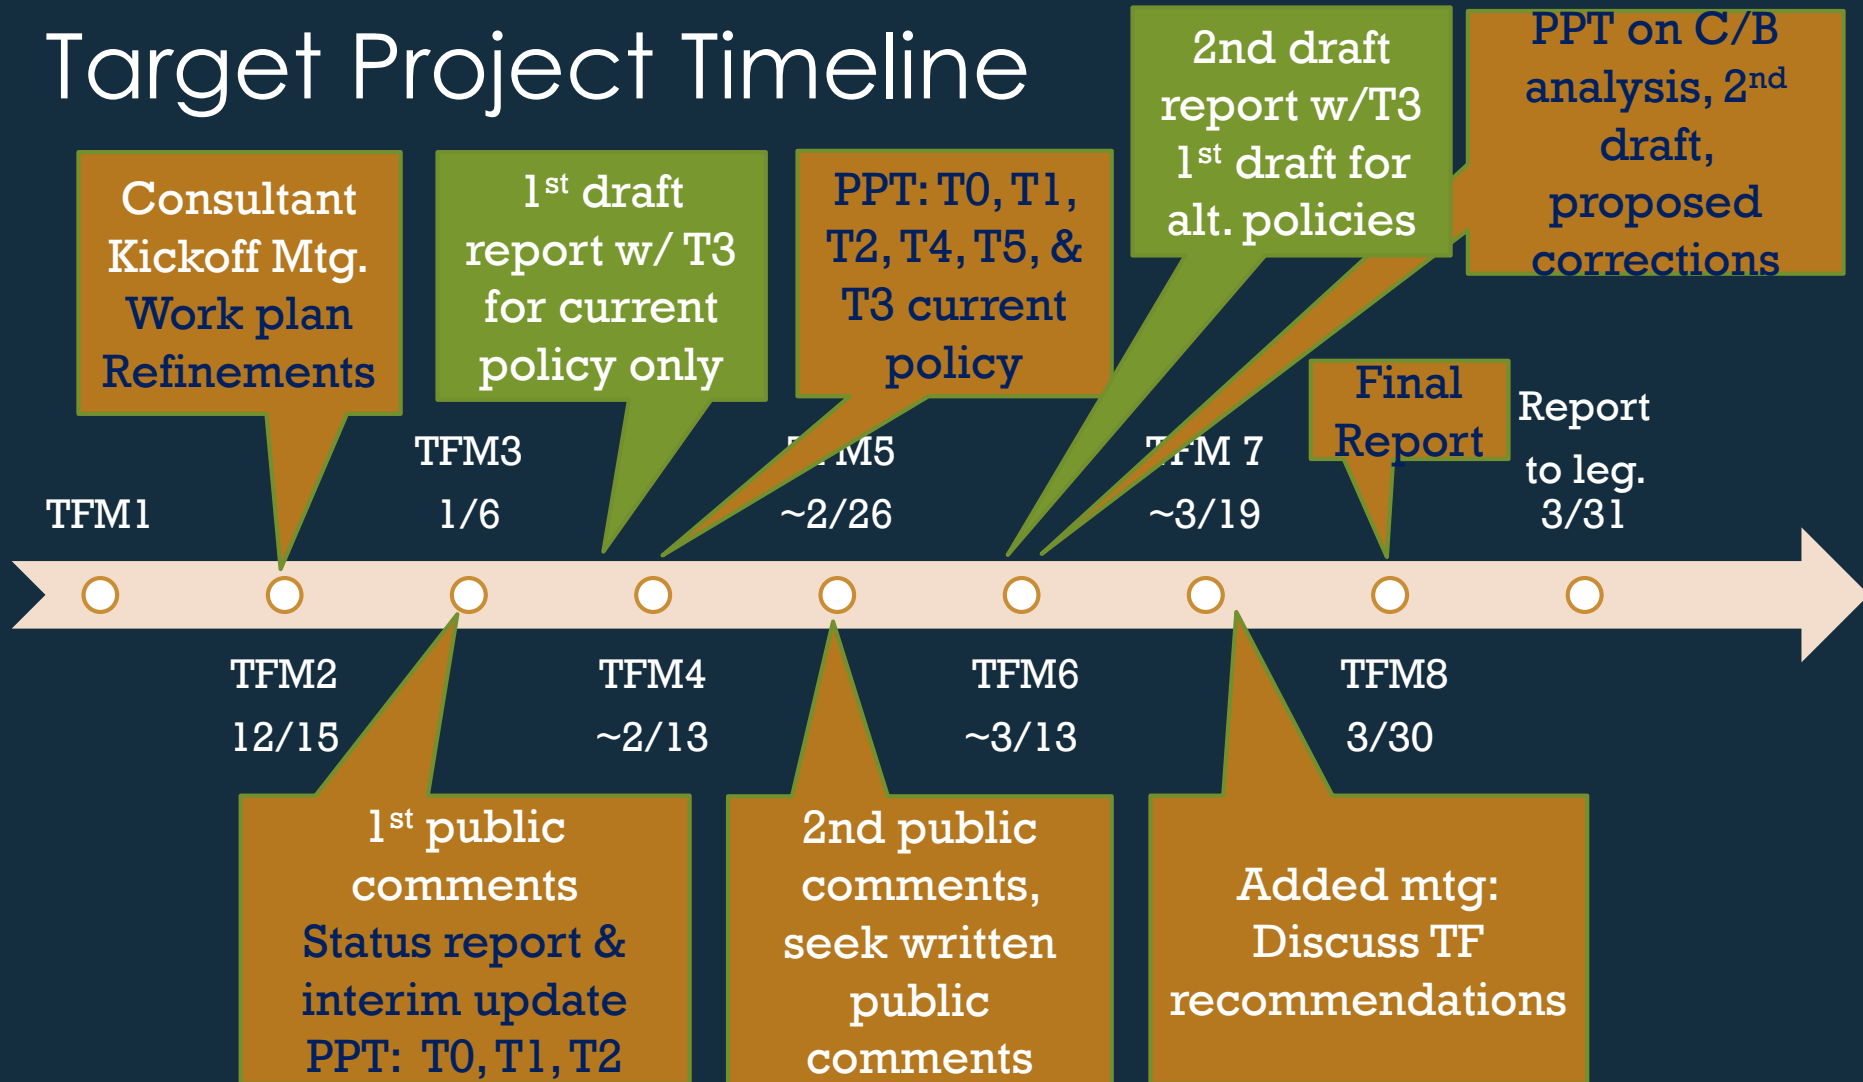 Target Project Timeline
Consultant
Kickoff Mtg.
Work plan
Refinements
1st draft
report w/ T3
for current
policy only
PPT: T0, T1,
T2, T4, T5, &
T3 current
policy
2nd draft
report w/T3
1st draft for
alt. policies
PPT on C/B
analysis, 2nd
draft,
proposed
corrections
Final
Report
Report
to leg.
3/31
TFM1
TFM3
1/6
M5
~2/26
TFM 7
~3/19
TFM2
12/15
TFM4
~2/13
TFM6
~3/13
TFM8
3/30
1st public
comments
Status report &
interim update
PPT: T0, T1, T2
2nd public
comments,
seek written
public
comments
Added mtg:
Discuss TF
recommendations